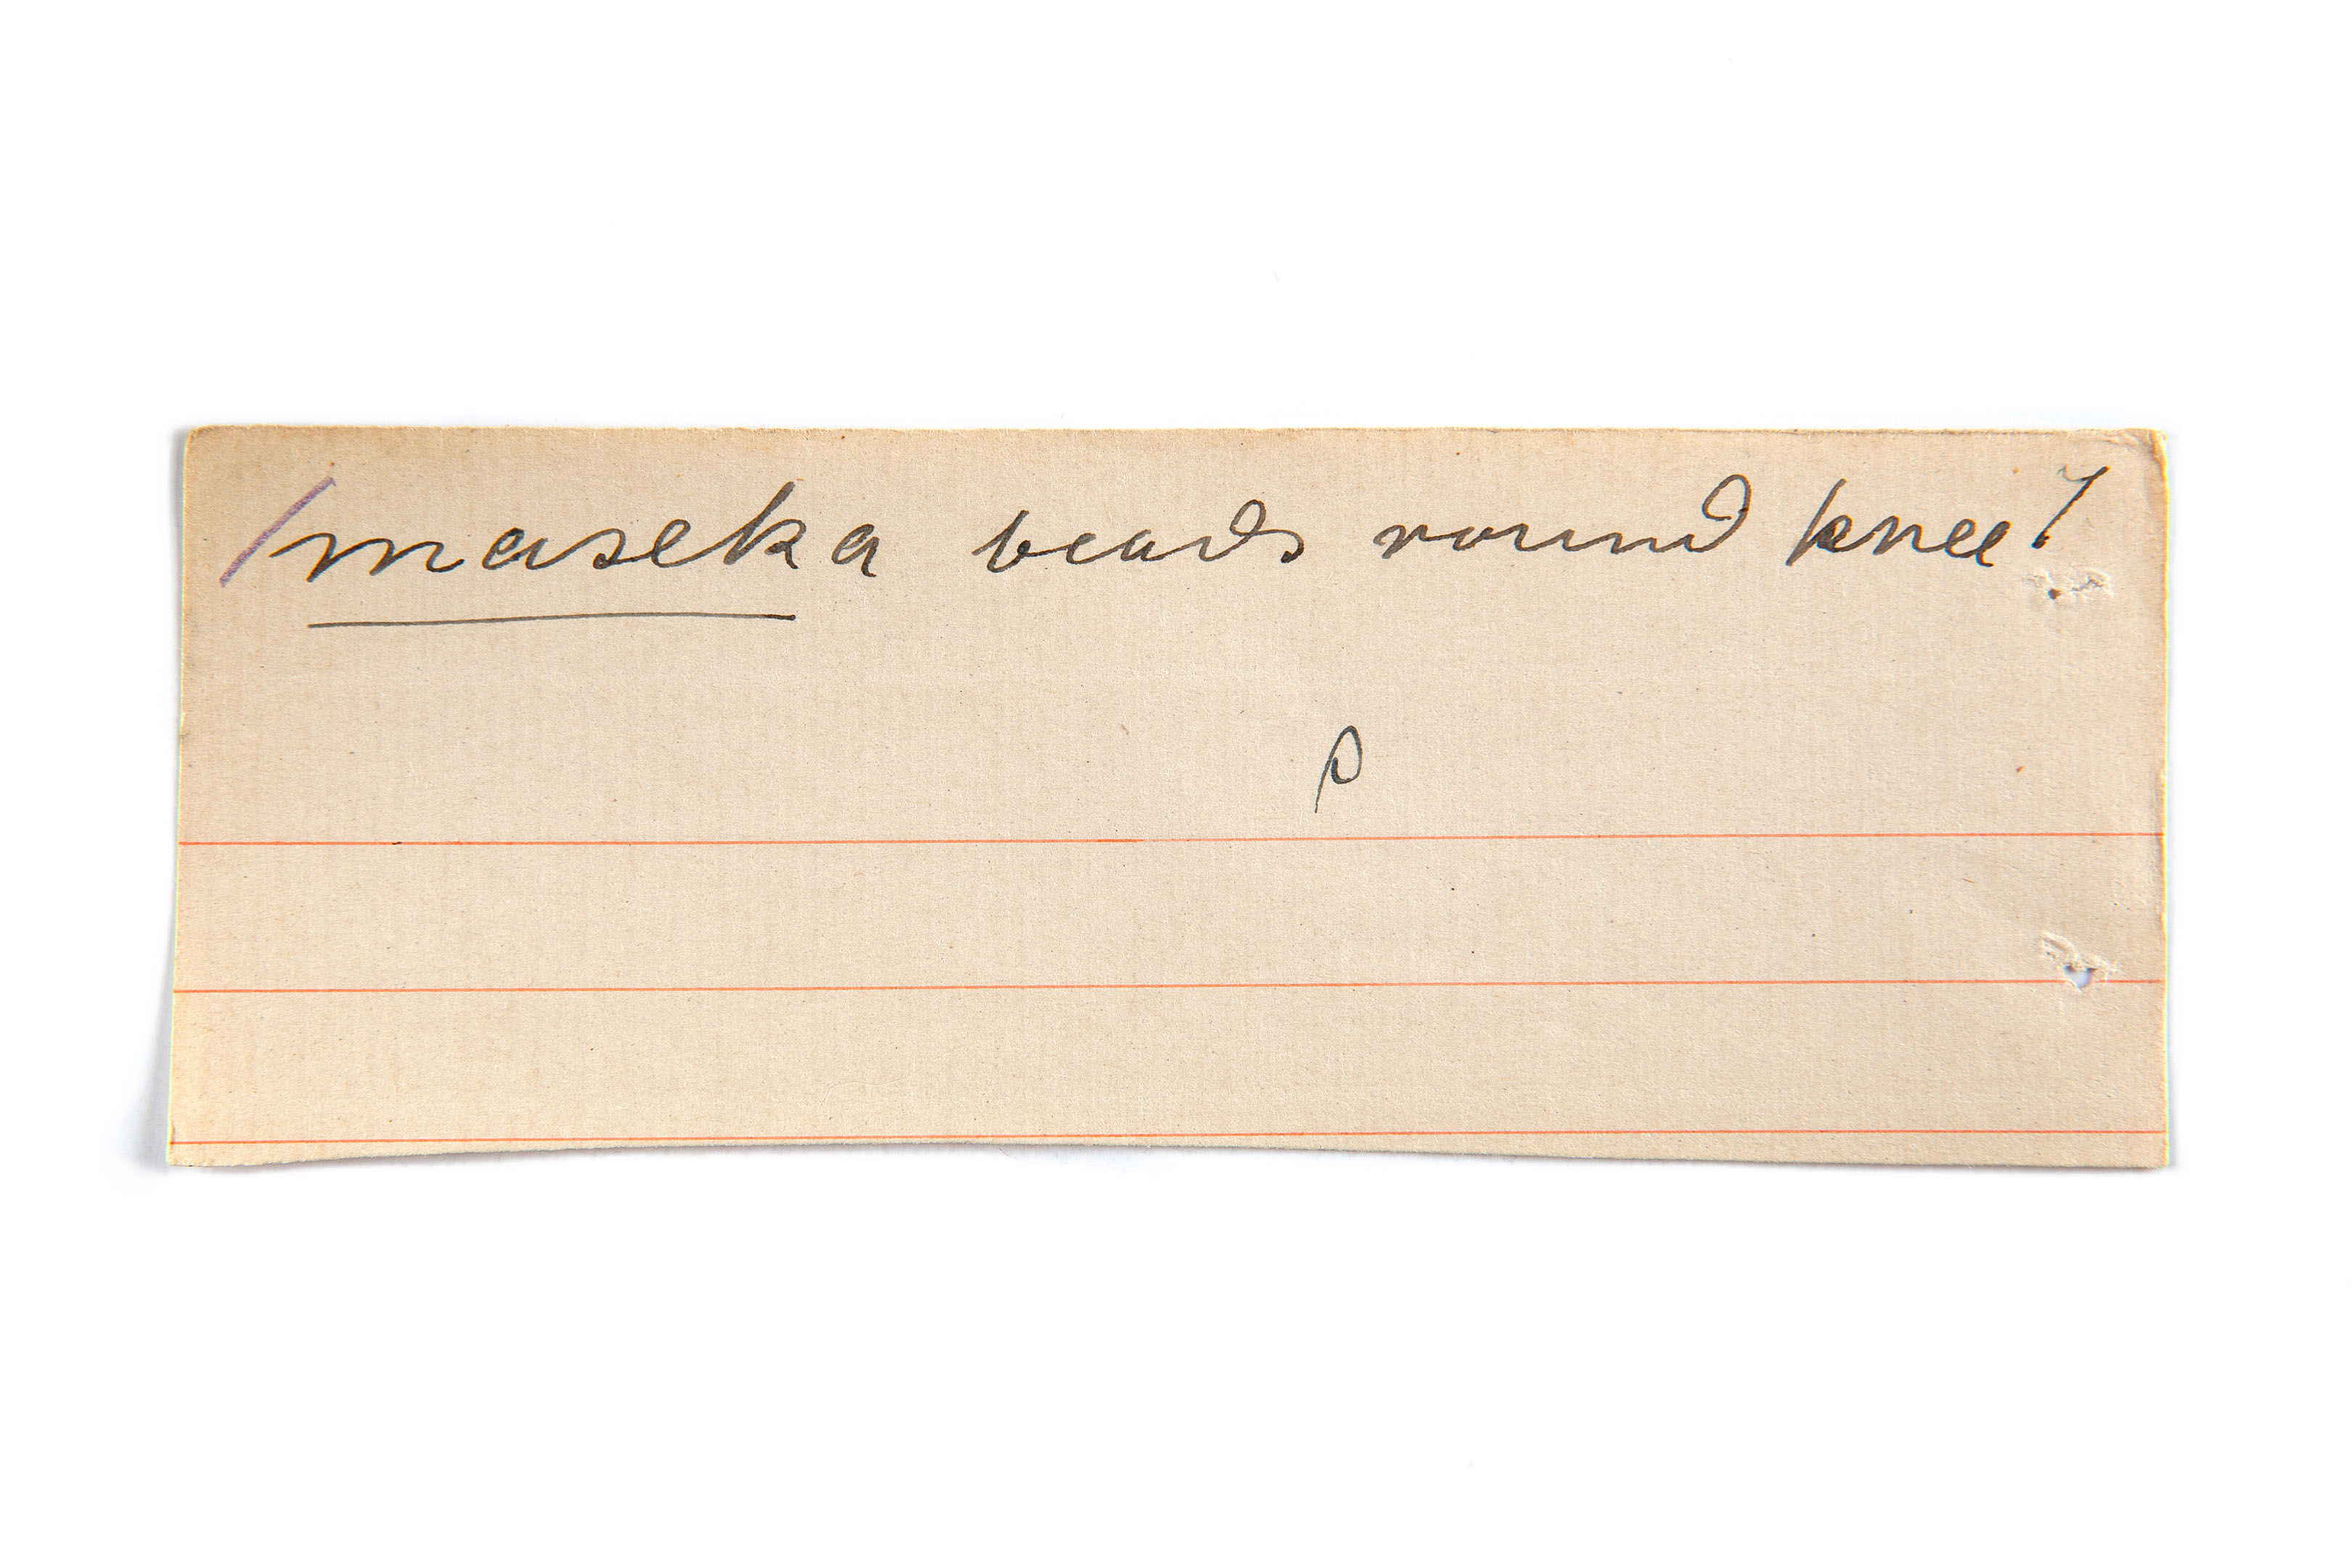 /maseka beads round knee?
P